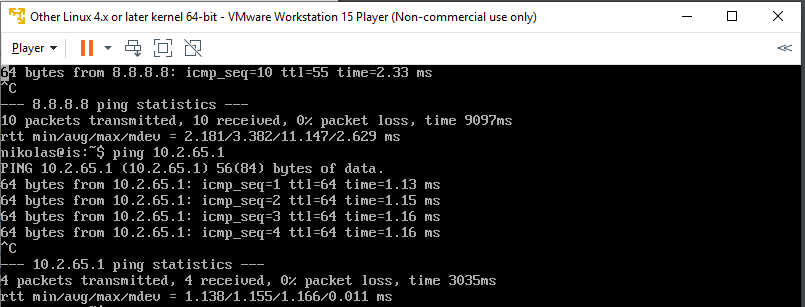 Other Linux 4.x or later kernel 64-bit - VMware Workstation 15 Player (Non-commercial use only)
Player
64 bytes from 8.8.8.8: icmp_seq=10 ttl=55 time=2.33 ms
^C
--- 8.8.8.8 ping statistics ---
10 packets transmitted, 10 received, 0% packet loss, time 9097ms
rtt min/avg/max/mdev = 2.181/3.382/11.147/2.629 ms
nikolas@is:~$ ping 10.2.65.1
PING 10.2.65.1 (10.2.65.1) 56(84) bytes of data.
64 bytes from 10.2.65.1: icmp_seq=1 ttl=64 time=1.13 ms
64 bytes from 10.2.65.1: icmp_seq=2 ttl=64 time=1.15 ms
64 bytes from 10.2.65.1: icmp_seq=3 ttl=64 time=1.16 ms
64 bytes from 10.2.65.1: icmp_seq=4 ttl=64 time=1.16 ms
^C
--- 10.2.65.1 ping statistics ---
4 packets transmitted, 4 received, 0% packet loss, time 3035ms
rtt min/avg/max/mdev = 1.138/1.155/1.166/0.011 ms